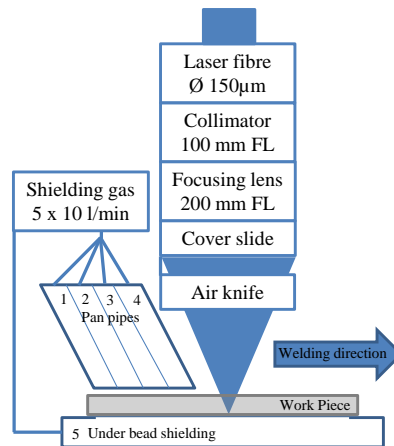 Laser fibre
Ø 150µm
Collimator
100 mm FL
Focusing lens
200 mm FL
Cover slide
Air knife
Shielding gas
5 x 10 l/min
1 2 3 4
Pan pipes
Welding direction
Work Piece
5 Under bead shielding